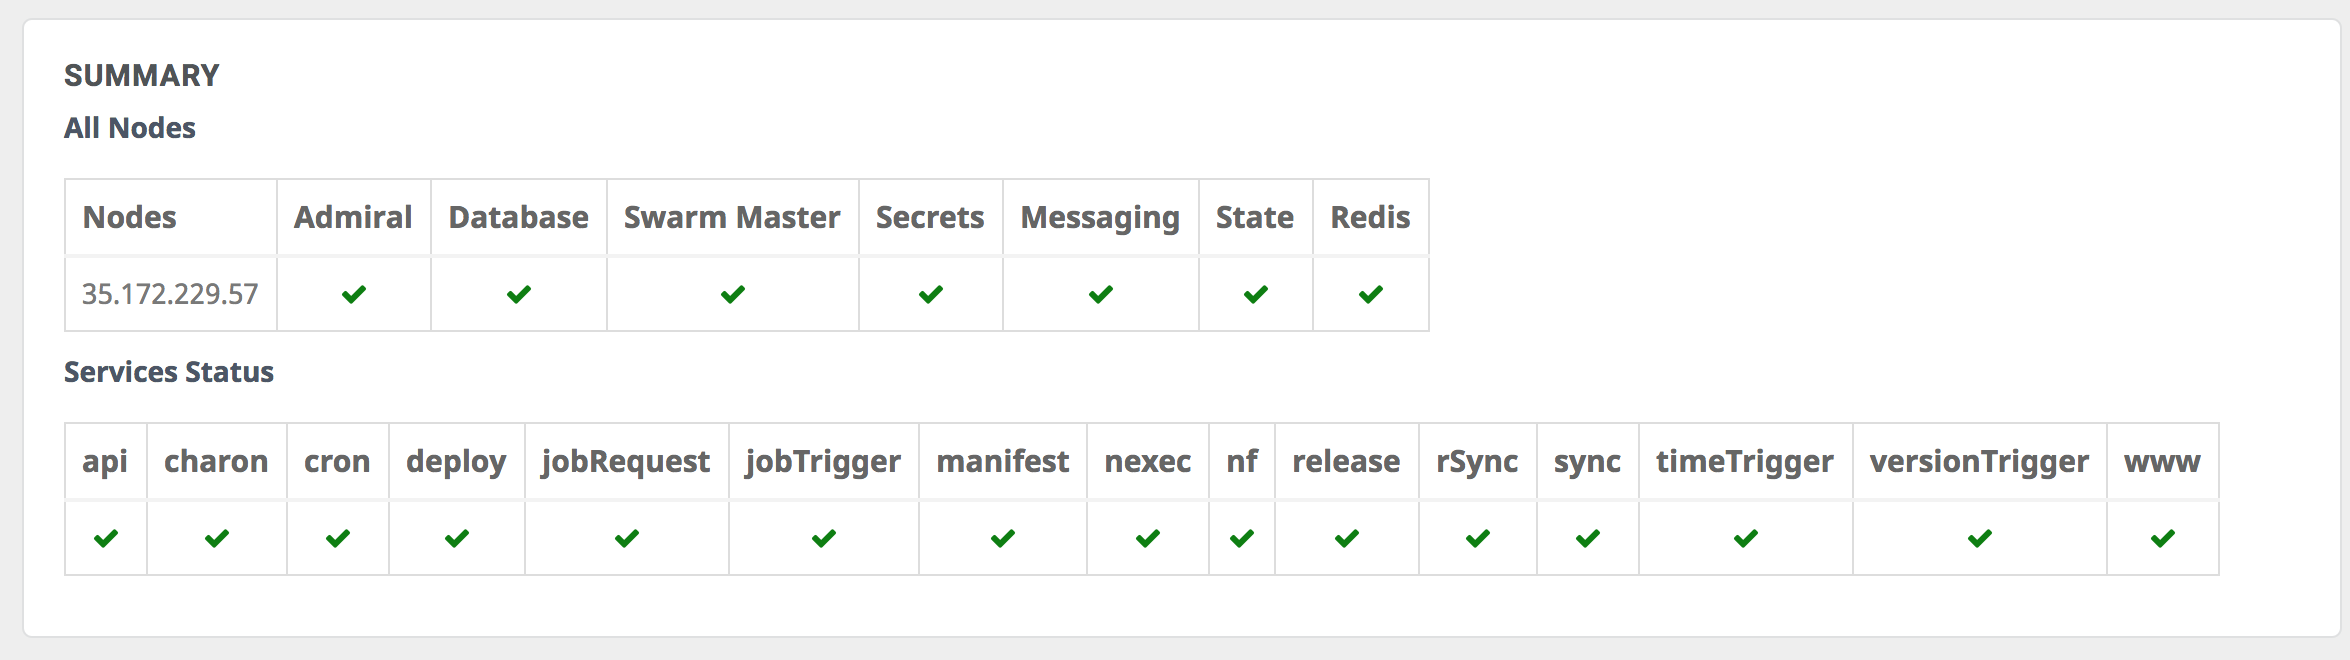 SUMMARY
All Nodes
Nodes Admiral Database Swarm Master Secrets Messaging State Redis
35.172.229.57
Services Status
api charon cron deploy jobRequest jobTrigger manifest nexec nf release rSync sync timeTrigger versionTrigger www